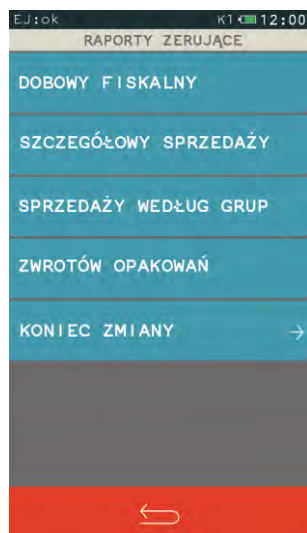 EJ:ok K1 12:00
RAPORTY ZERUJĄCE
DOBOWY FISKALNY
SZCZEGÓŁOWY SPRZEDAŻY
SPRZEDAŻY WEDŁUG GRUP
ZWROTÓW OPAKOWAŃ
KONIEC ZMIANY